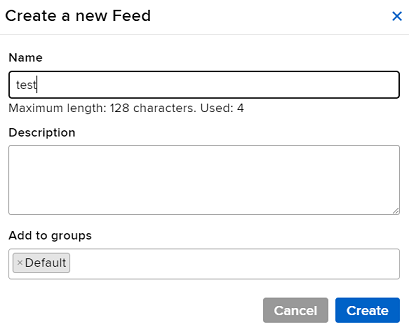 Create a new Feed ×
Name
test
Maximum length: 128 characters. Used: 4
Description
Add to groups
× Default
Cancel Create